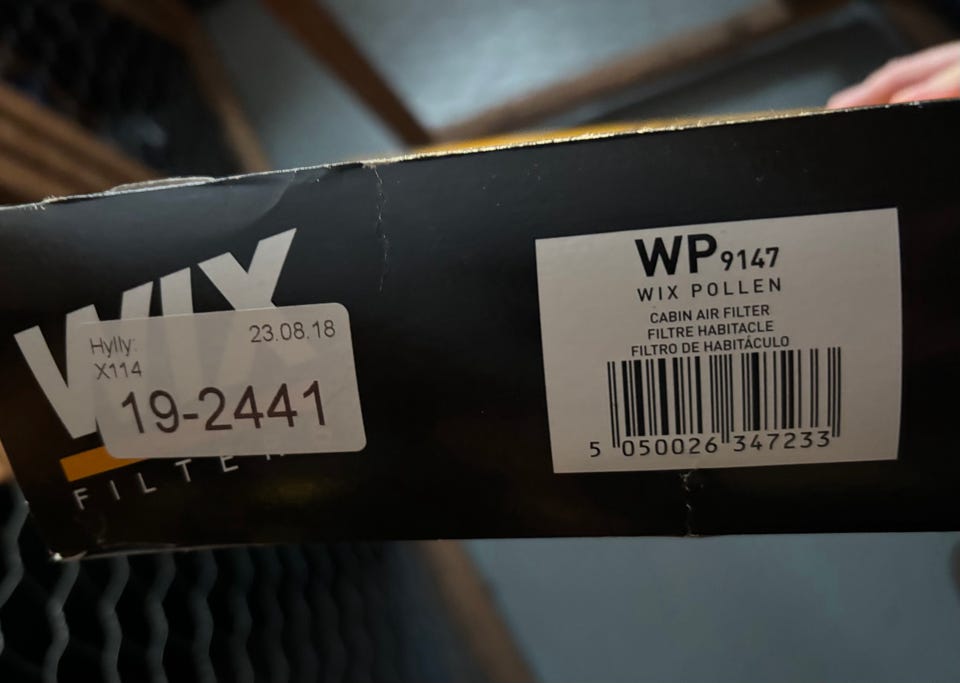 WIX
FILTE
Hylly:
23.08.18
X114
19-2441
WP9147
WIX POLLEN
CABIN AIR FILTER
FILTRE HABITACLE
FILTRO DE HABITÁCULO
5 050026 347233